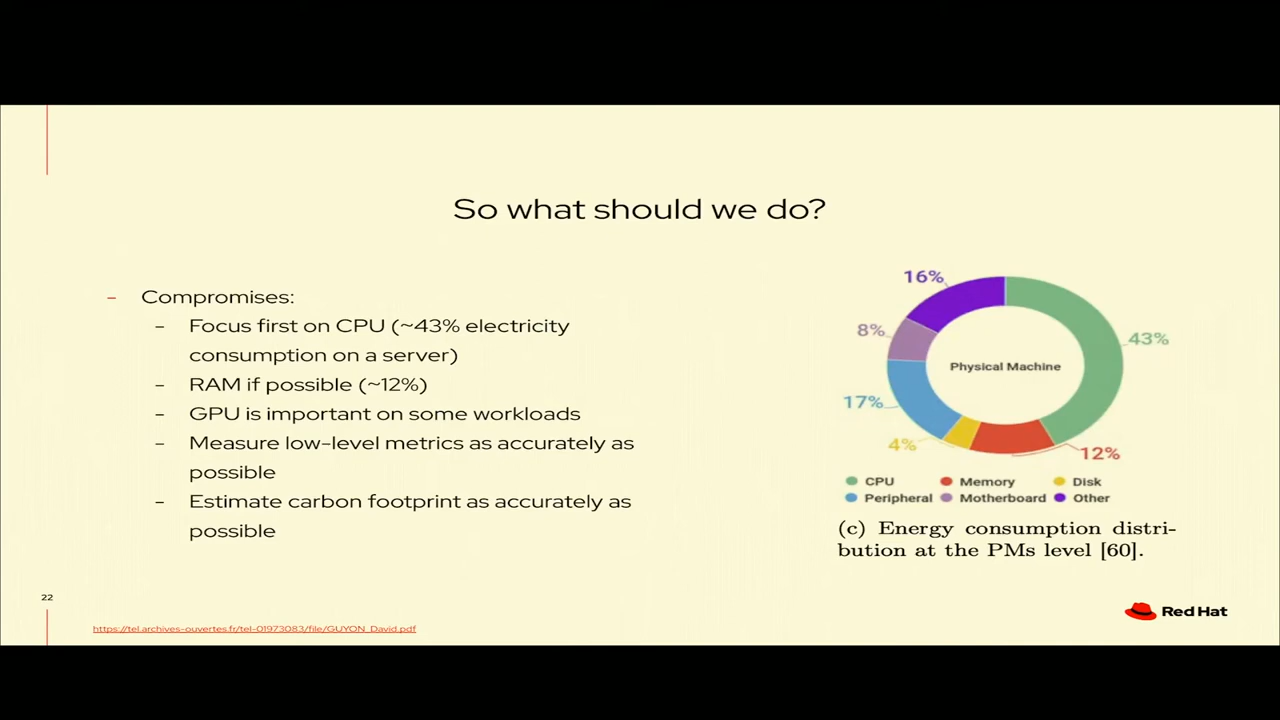 So what should we do?
- Compromises:
- Focus first on CPU (~43% electricity
consumption on a server)
- RAM if possible (~12%)
- GPU is important on some workloads
- Measure low-level metrics as accurately as
possible
- Estimate carbon footprint as accurately as
possible
16%
43%
8%
Physical Machine
17%
4%
12%
CPU Memory Disk
Peripheral Motherboard Other
(c) Energy consumption distri-
bution at the PMs level [60].
22
Red Hat
https://tel.archives-ouvertes.fr/tel-01973083/file/GUYON_David.pdf